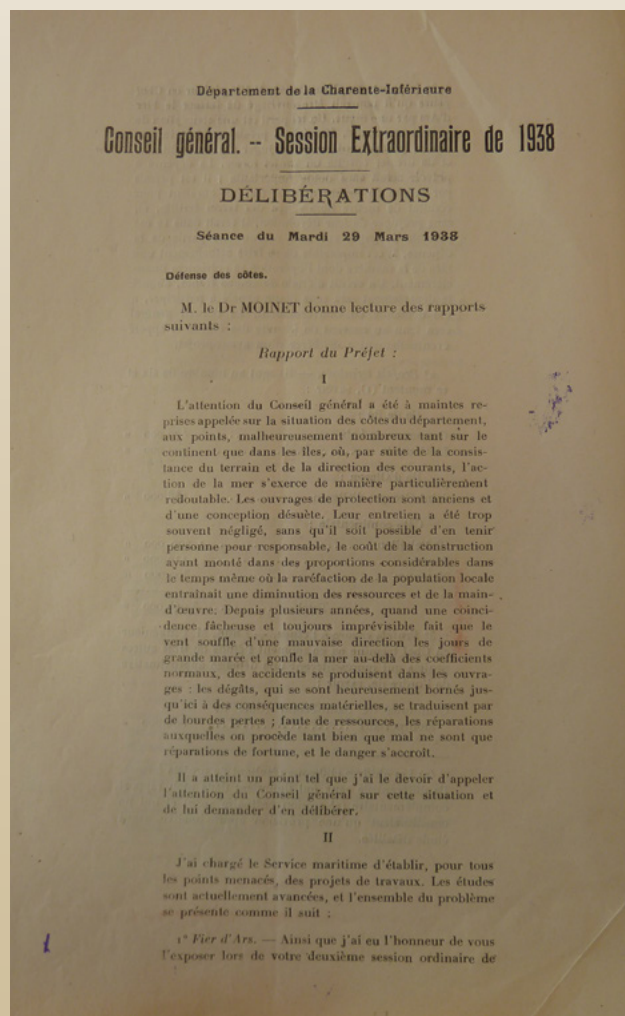 Département de la Charente-Inférieure
Conseil général. -- Session Extraordinaire de 1938
DÉLIBÉRATIONS
Séance du Mardi 29 Mars 1938
Défense des côtes.
M. le Dr MOINET donne lecture des rapports
suivants :
Rapport du Préfet :
I
L'attention du Conseil général a été à maintes re-
prises appelée sur la situation des côtes du département,
aux points, malheureusement nombreux tant sur le
continent que dans les îles, où, par suite de la consis-
tance du terrain et de la direction des courants, l'ac-
tion de la mer s'exerce de manière particulièrement
redoutable. Les ouvrages de protection sont anciens et
d'une conception désuète. Leur entretien a été trop
souvent négligé, sans qu'il soit possible d'en tenir
personne pour responsable, le coût de la construction
ayant monté dans des proportions considérables dans
le temps même où la raréfaction de la population locale
entraînait une diminution des ressources et de la main-
d'œuvre. Depuis plusieurs années, quand une coïnci-
dence fâcheuse et toujours imprévisible fait que le
vent souffle d'une mauvaise direction les jours de
grande marée et gonfle la mer au-delà des coefficients
normaux, des accidents se produisent dans les ouvra-
ges : les dégâts, qui se sont heureusement bornés jus-
qu'ici à des conséquences matérielles, se traduisent par
de lourdes pertes ; faute de ressources, les réparations
auxquelles on procède tant bien que mal ne sont que
réparations de fortune, et le danger s'accroît.
Il a atteint un point tel que j'ai le devoir d'appeler
l'attention du Conseil général sur cette situation et
de lui demander d'en délibérer.
II
J'ai chargé le Service maritime d'établir, pour tous
les points menacés, des projets de travaux. Les études
sont actuellement avancées, et l'ensemble du problème
se présente comme il suit :
1° Fier d'Ars. — Ainsi que j'ai eu l'honneur de vous
l'exposer lors de votre deuxième session ordinaire de